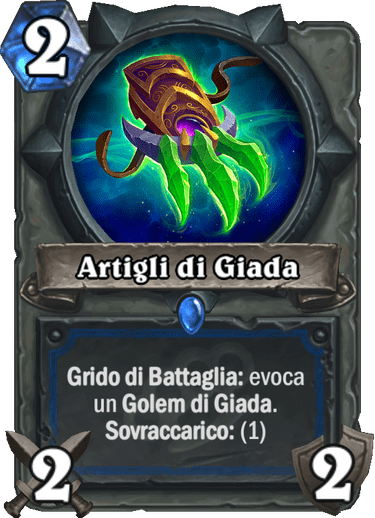 2
Artigli di Giada
Grido di Battaglia: evoca
un Golem di Giada.
Sovraccarico: (1)
2
2